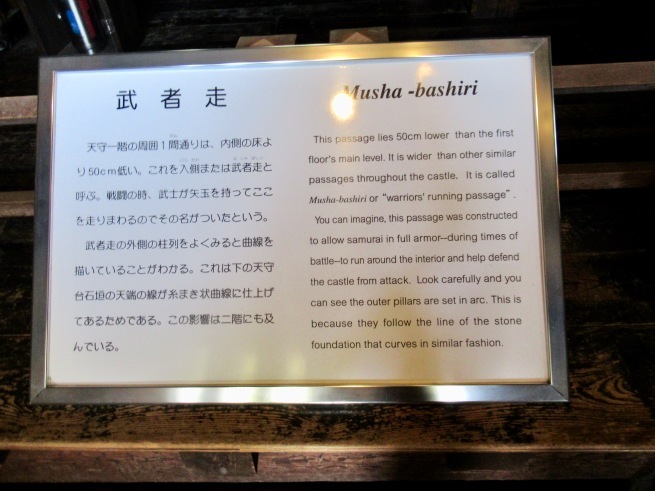 武者走
天守一階の周囲1間通りは、内側の床よ
り50cm低い。これを入側または武者走と
呼ぶ。戦闘の時、武士が矢玉を持ってここ
を走りまわるのでその名がついたという。
武者走の外側の柱列をよくみると曲線を
描いていることがわかる。これは下の天守
台石垣の天端の線が糸まき状曲線に仕上げ
てあるためである。この影響は二階にも及
んでいる。
Musha -bashiri
This passage lies 50cm lower than the first
floor's main level. It is wider than other similar
passages throughout the castle. It is called
Musha-bashiri or "warriors' running passage".
You can imagine, this passage was constructed
to allow samurai in full armor--during times of
battle--to run around the interior and help defend
the castle from attack. Look carefully and you
can see the outer pillars are set in arc. This is
because they follow the line of the stone
foundation that curves in similar fashion.